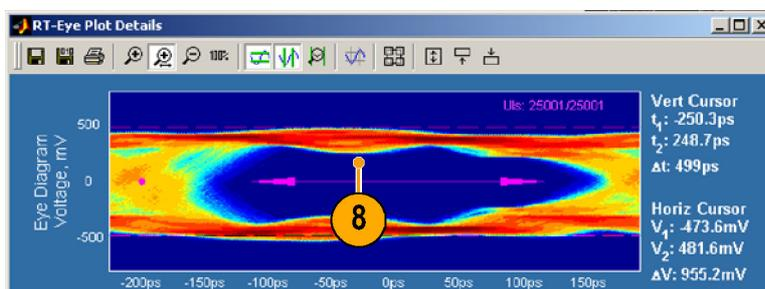 RT-Eye Plot Details
100%
UIs: 25001/25001
Eye Diagram
Voltage, mV
500
0
-500
8
-200ps -150ps -100ps -50ps 0ps 50ps 100ps 150ps
Vert Cursor
t1: -250.3ps
t2: 248.7ps
Δt: 499ps
Horiz Cursor
V1: -473.6mV
V2: 481.6mV
ΔV: 955.2mV